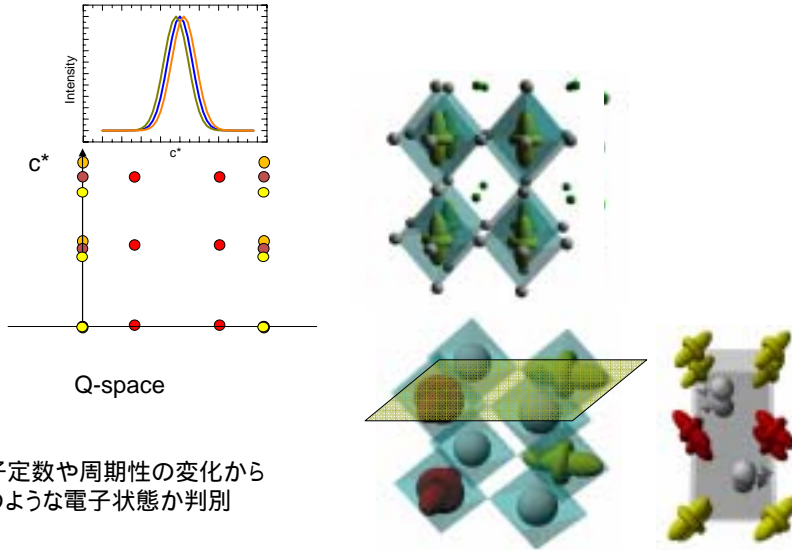 Intensity
c*
c*
Q-space
子定数や周期性の変化から
のような電子状態か判別